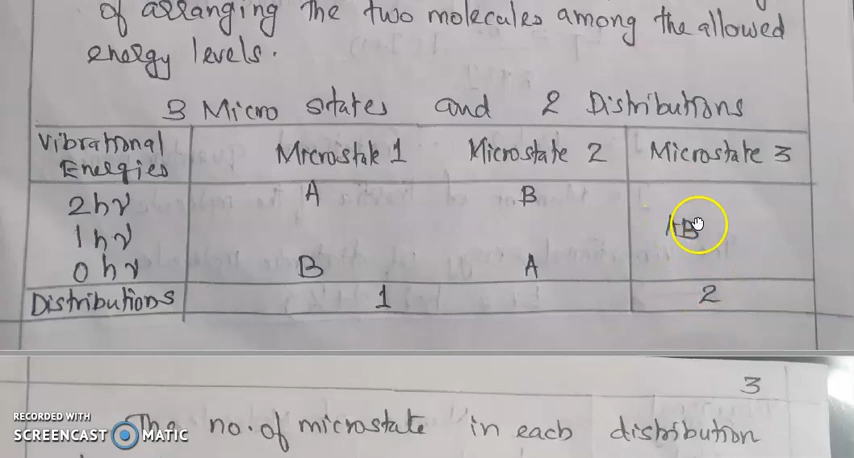 of arranging the two molecules among the allowed
energy levels.
3 Micro states and 2 Distributions
Vibrational Energies Microstate 1 Microstate 2 Microstate 3
2hν A B
1hν AB
0hν B A
Distributions 1 2
3
The no. of microstate in each distribution
RECORDED WITH
SCREENCAST MATIC